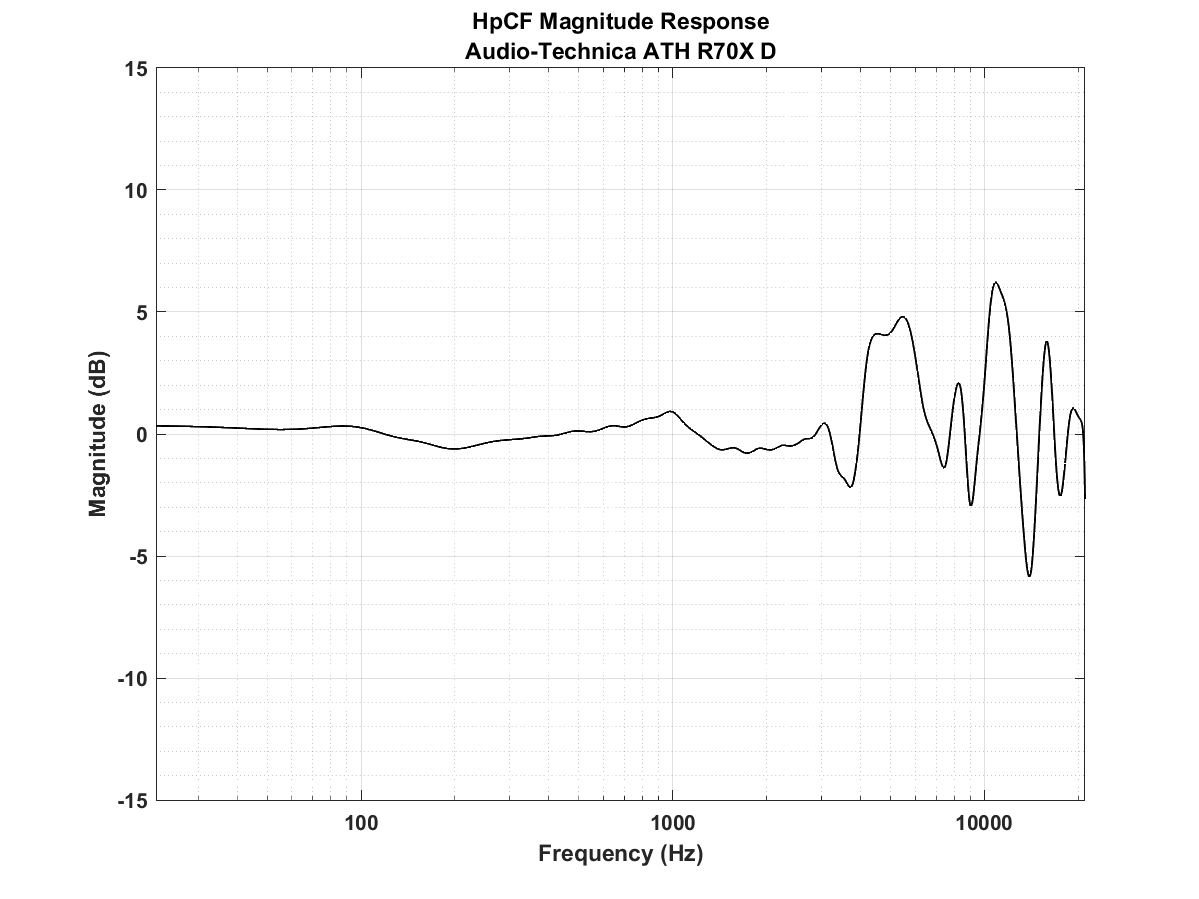 HpCF Magnitude Response
Audio-Technica ATH R70X D
15
10
5
0
-5
-10
-15
Magnitude (dB)
100
1000
10000
Frequency (Hz)